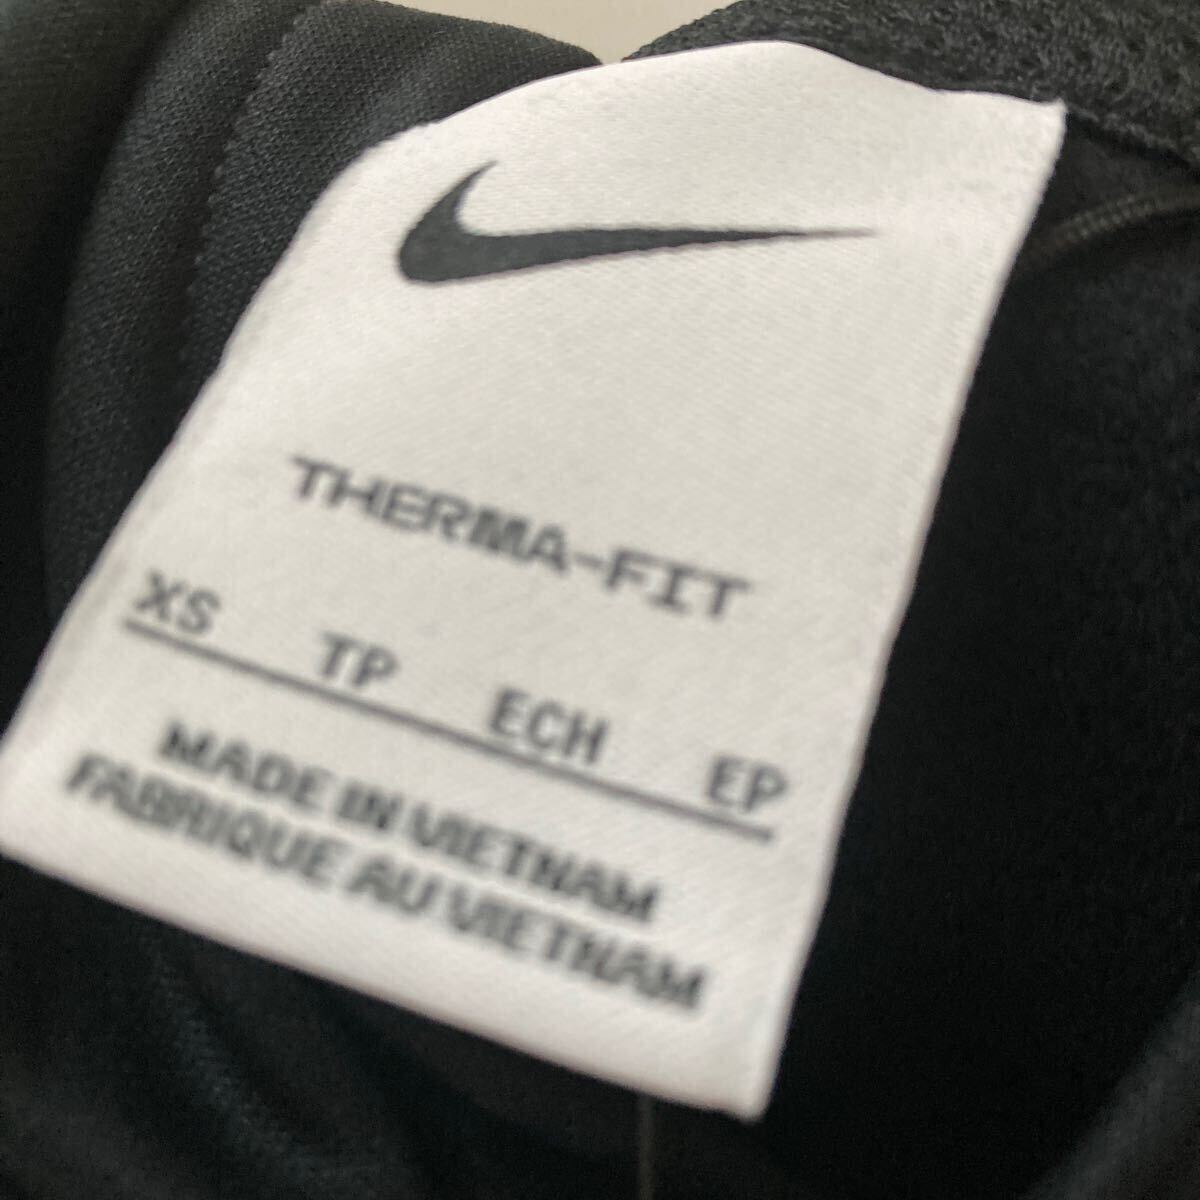 THERMA-FIT
XS TP ECH EP
MADE IN VIETNAM
FABRIQUE AU VIETNAM